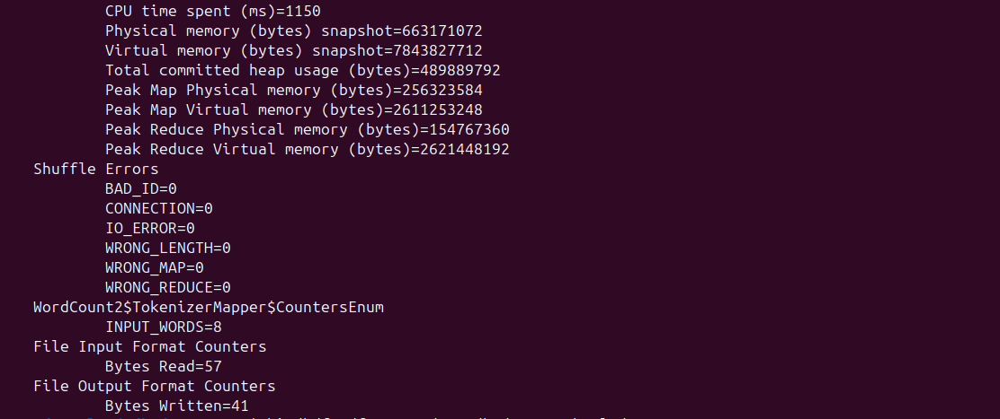 CPU time spent (ms)=1150
Physical memory (bytes) snapshot=663171072
Virtual memory (bytes) snapshot=7843827712
Total committed heap usage (bytes)=489889792
Peak Map Physical memory (bytes)=256323584
Peak Map Virtual memory (bytes)=2611253248
Peak Reduce Physical memory (bytes)=154767360
Peak Reduce Virtual memory (bytes)=2621448192
Shuffle Errors
BAD_ID=0
CONNECTION=0
IO_ERROR=0
WRONG_LENGTH=0
WRONG_MAP=0
WRONG_REDUCE=0
WordCount2$TokenizerMapper$CountersEnum
INPUT_WORDS=8
File Input Format Counters
Bytes Read=57
File Output Format Counters
Bytes Written=41